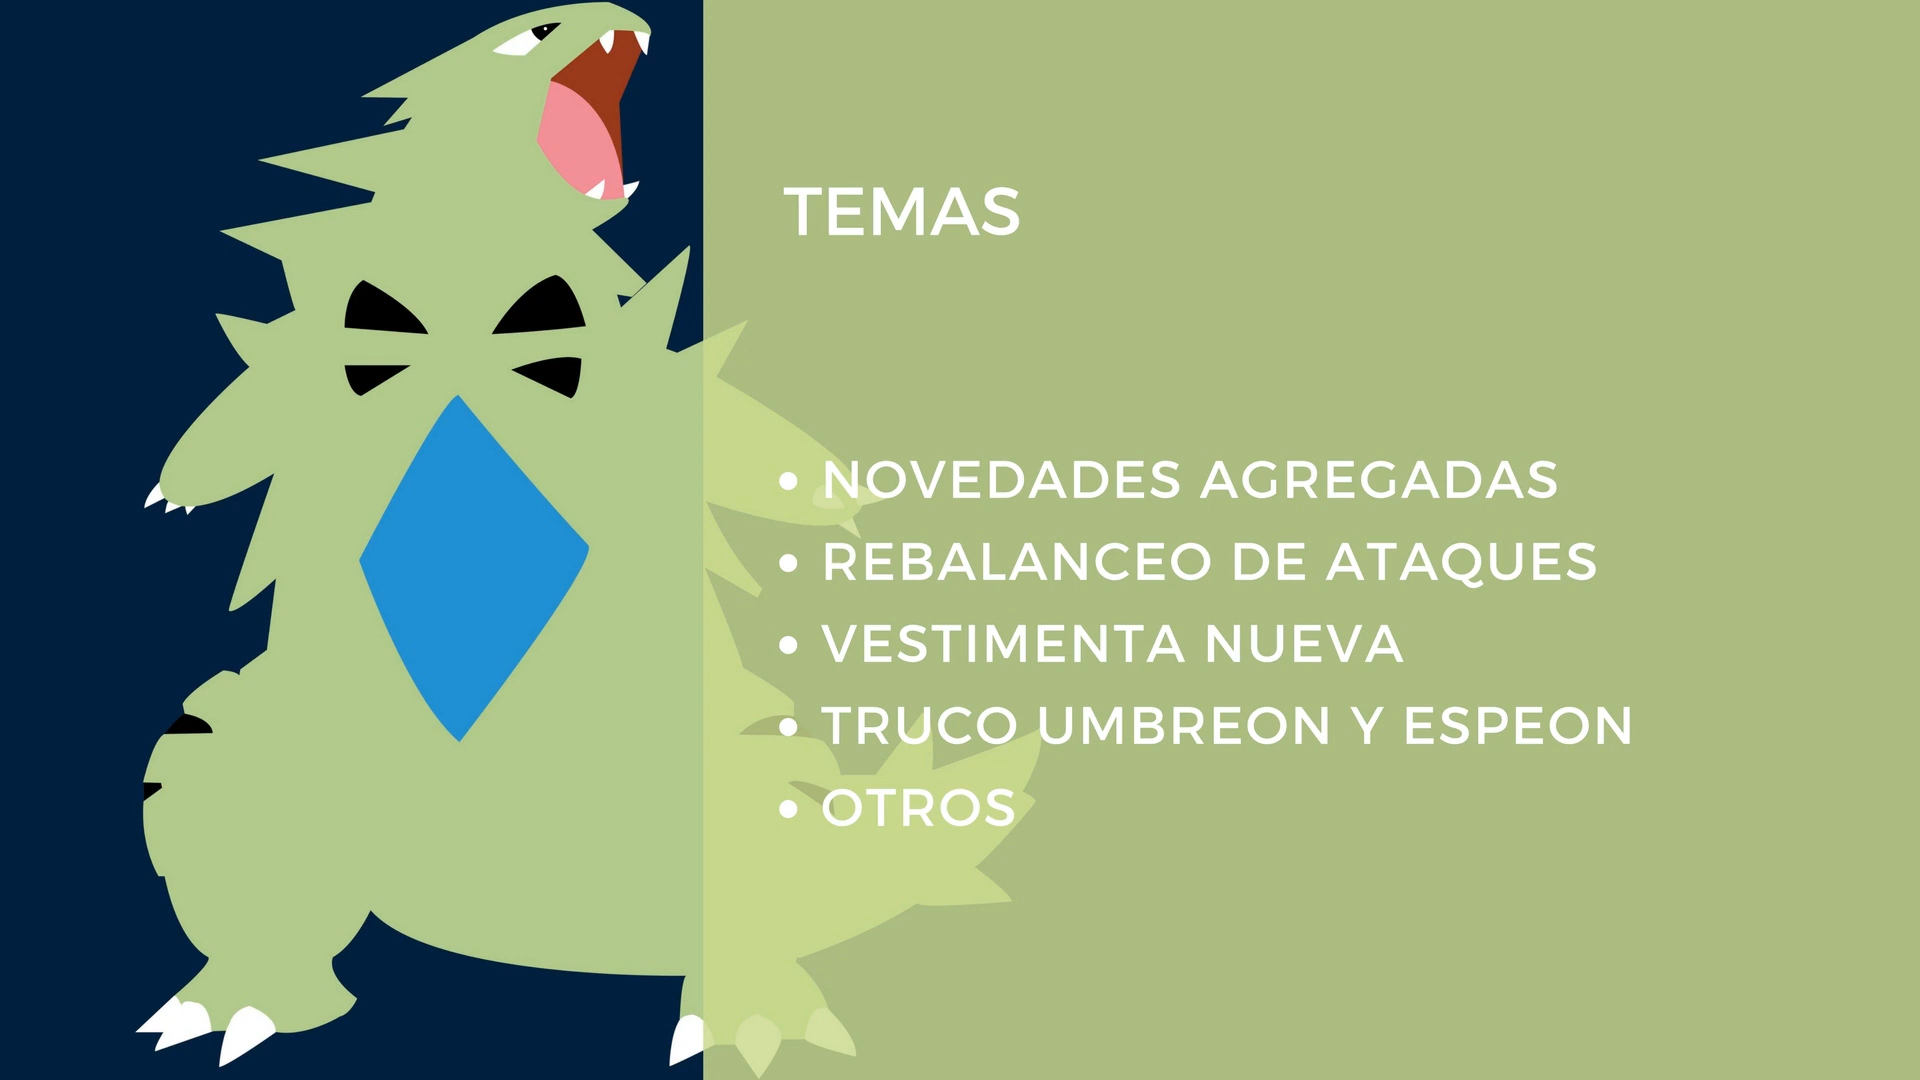 TEMAS
• NOVEDADES AGREGADAS
• REBALANCEO DE ATAQUES
• VESTIMENTA NUEVA
• TRUCO UMBREON Y ESPEON
• OTROS